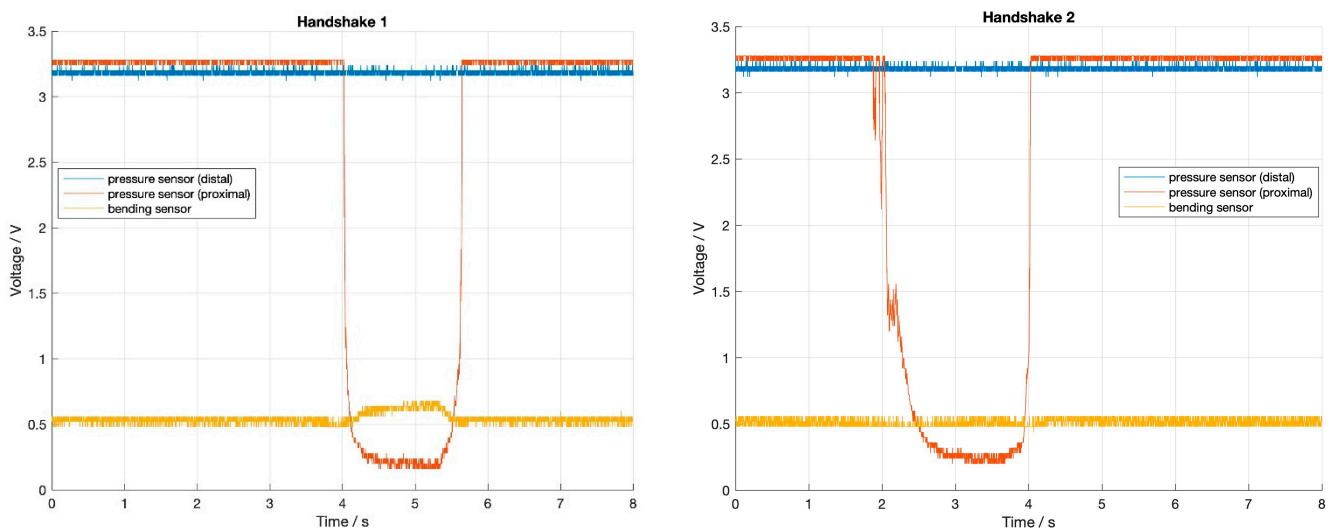 Handshake 1
3.5
3
2.5
2
1.5
1
0.5
0
Voltage / V
pressure sensor (distal)
pressure sensor (proximal)
bending sensor
0 1 2 3 4 5 6 7 8
Time / s
Handshake 2
3.5
3
2.5
2
1.5
1
0.5
0
Voltage / V
pressure sensor (distal)
pressure sensor (proximal)
bending sensor
0 1 2 3 4 5 6 7 8
Time / s